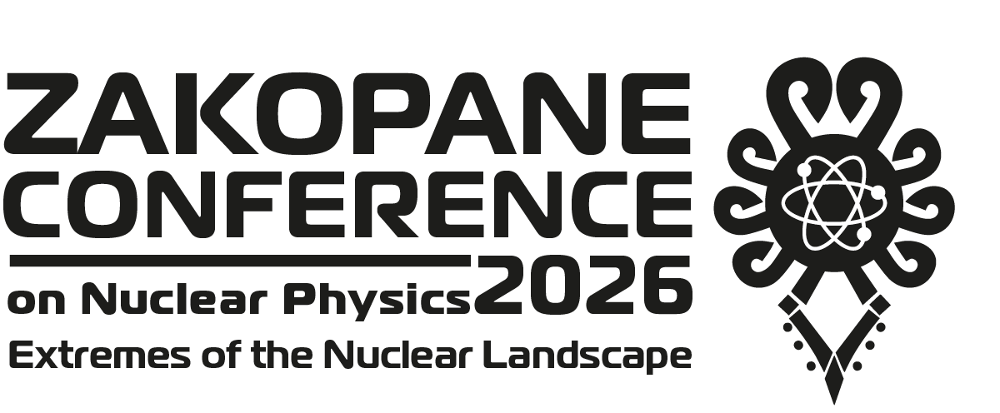 ZAKOPANE
CONFERENCE
on Nuclear Physics 2026
Extremes of the Nuclear Landscape